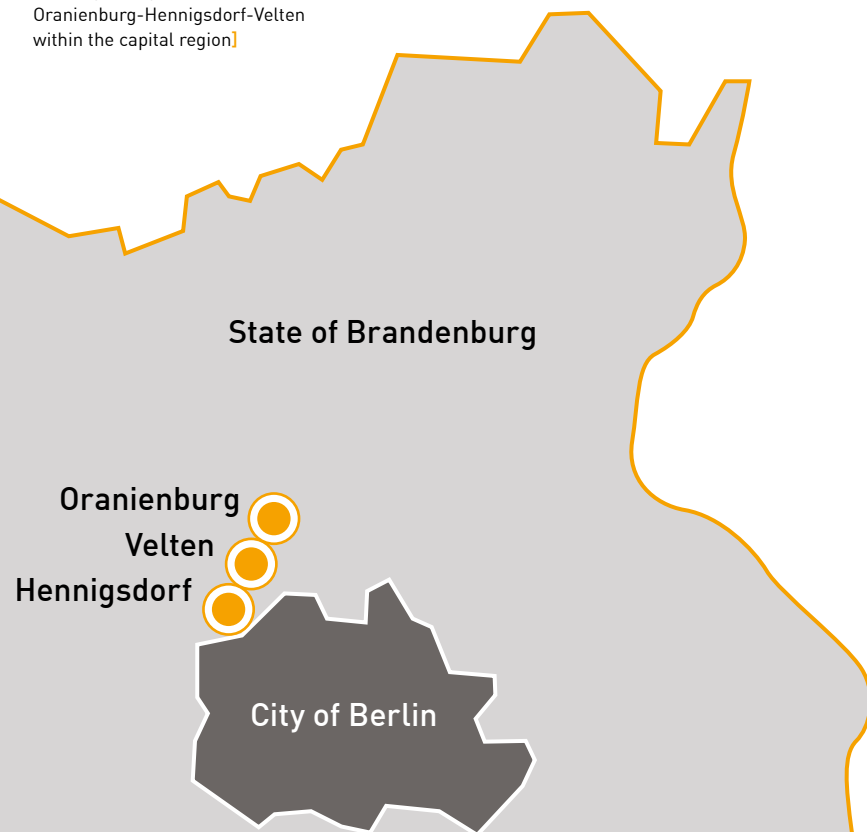 Oranienburg-Hennigsdorf-Velten
within the capital region]
State of Brandenburg
Oranienburg
Velten
Hennigsdorf
City of Berlin